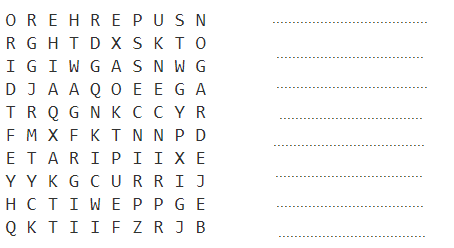 O R E H R E P U S N
R G H T D X S K T O
I G I W G A S N W G
D J A A Q O E E G A
T R Q G N K C C Y R
F M X F K T N N P D
E T A R I P I I X E
Y Y K G C U R R I J
H C T I W E P P G E
Q K T I I F Z R J B